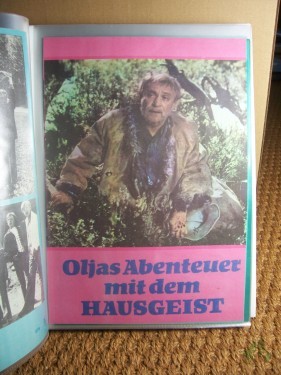 Oljas Abenteuer
mit dem
HAUSGEIST